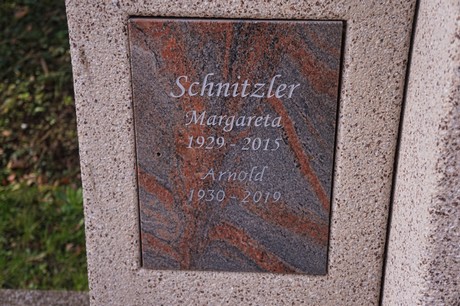 Schnitzler
Margareta
1929 - 2015
Arnold
1930 - 2019